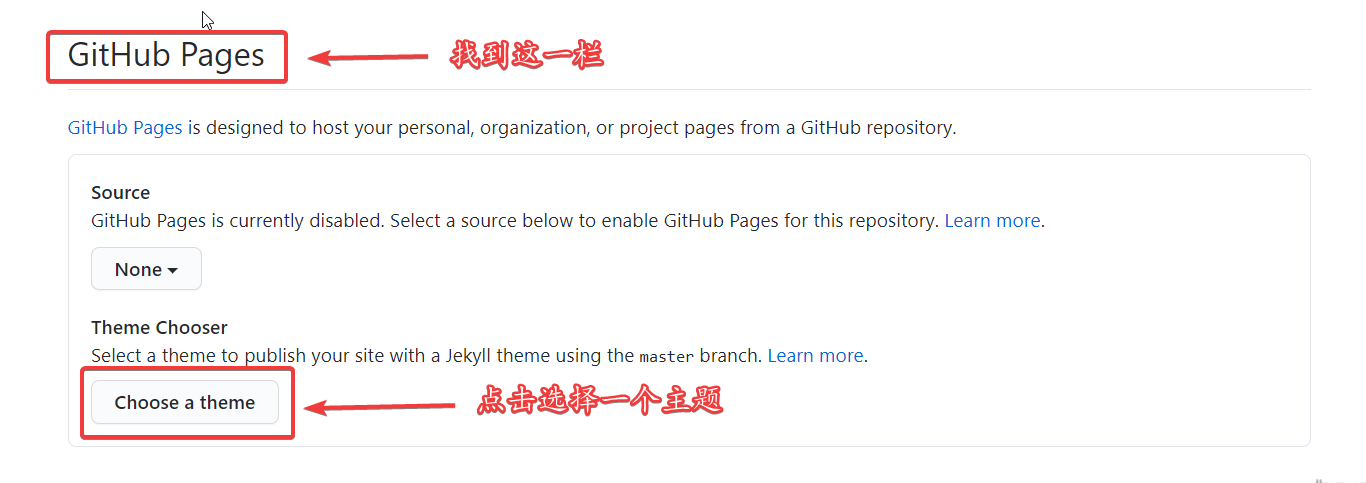 GitHub Pages 找到这一栏
GitHub Pages is designed to host your personal, organization, or project pages from a GitHub repository.
Source
GitHub Pages is currently disabled. Select a source below to enable GitHub Pages for this repository. Learn more.
None
Theme Chooser
Select a theme to publish your site with a Jekyll theme using the master branch. Learn more.
Choose a theme 点击选择一个主题